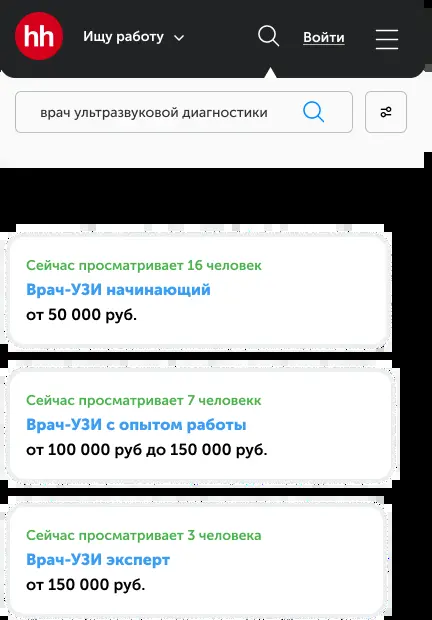 hh Ищу работу Войти
врач ультразвуковой диагностики
Сейчас просматривает 16 человек
Врач-УЗИ начинающий
от 50 000 руб.
Сейчас просматривает 7 человекк
Врач-УЗИ с опытом работы
от 100 000 руб до 150 000 руб.
Сейчас просматривает 3 человека
Врач-УЗИ эксперт
от 150 000 руб.